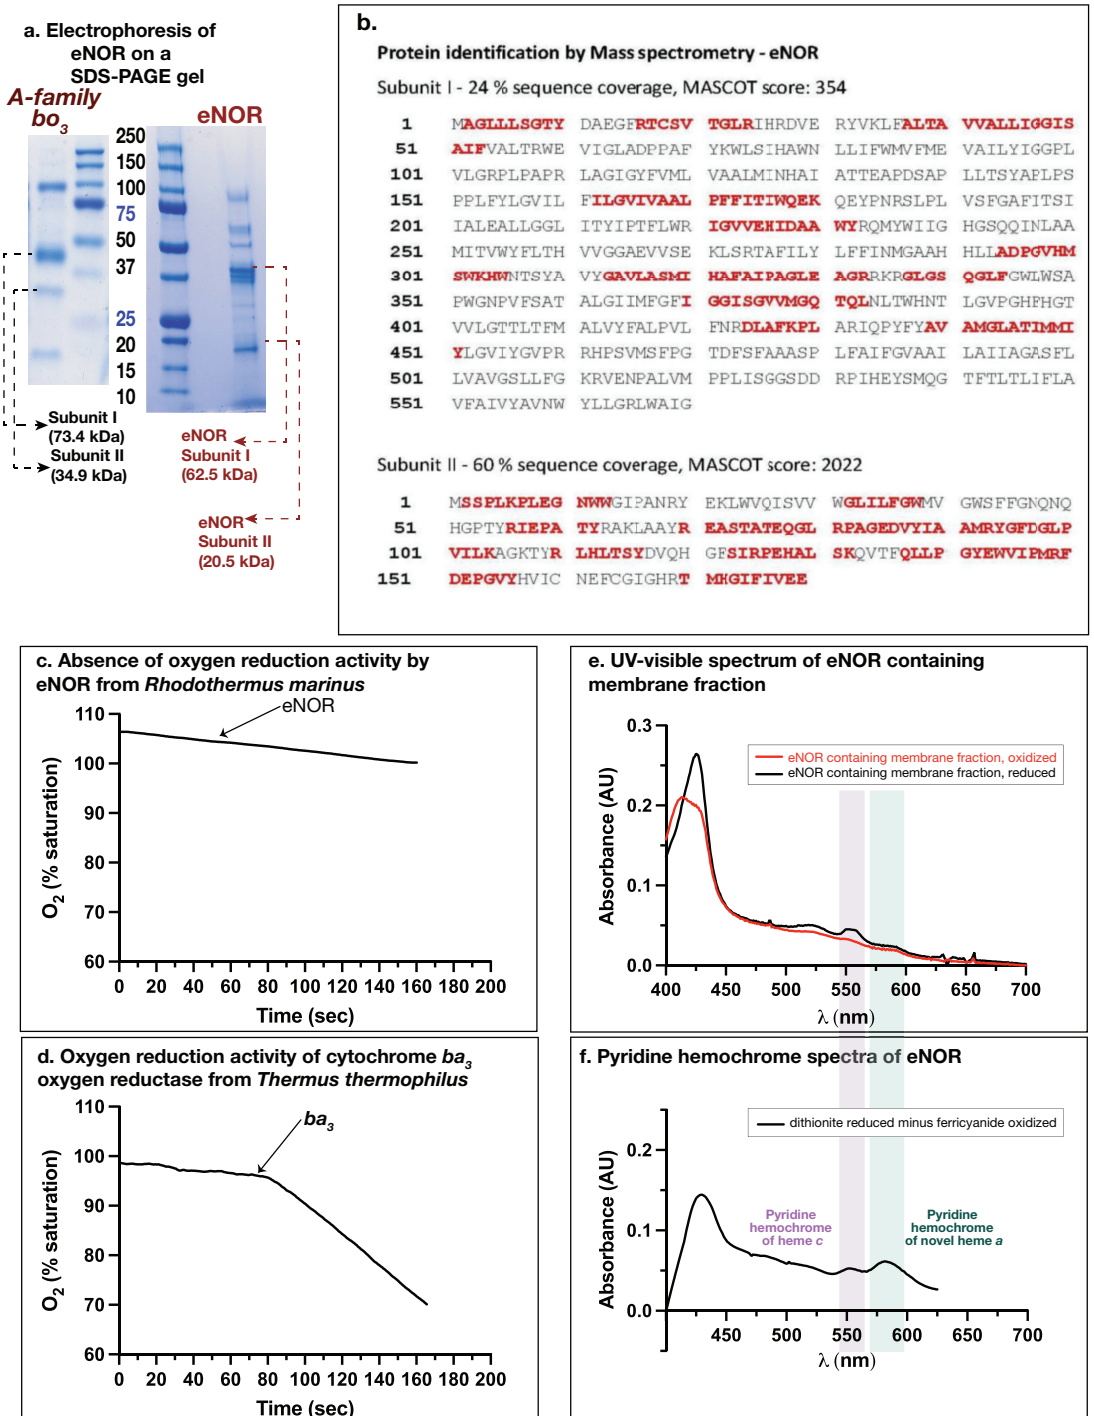 a. Electrophoresis of
eNOR on a
SDS-PAGE gel
A-family
bo3
eNOR
250
150
100
75
50
37
25
20
15
10
Subunit I
(73.4 kDa)
Subunit II
(34.9 kDa)
eNOR
Subunit I
(62.5 kDa)
eNOR
Subunit II
(20.5 kDa)
b.
Protein identification by Mass spectrometry - eNOR
Subunit I - 24 % sequence coverage, MASCOT score: 354
1 MAGLLLSGTY DAEGFRTCSV TGLRIHRDVE RYVKLFALTA VVALLIGGIS
51 AIFVALTRWE VIGLADPPAF YKWLSIHAWN LLIFWMVFME VAILYIGGPL
101 VLGRPLPAPR LAGIGYFVML VAALMINHAI ATTEAPDSAP LLTSYAPLPS
151 PPLFYLGVIL FILGVIVAAL PFFITIWQEK QEYPNRSLPL VSFGAFITSI
201 IALEALLGGL ITYIPTFLWR IGVVEHIDAA WYRQMYWIIG HGSQQINLAA
251 MITVWYFLTH VVGGAEVVSE KLSRTAFILY LFFINMGAAH HLLADPGVHM
301 SWKHWNTSYA VYGAVLASMI HAFAIPAGLE AGRRKRGLGS QGLFGWLWSA
351 PWGNPVFSAT ALGIIMFGFI GGISGVVMGQ TQLNLTWHNT LGVPGHFHGT
401 VVLGTTLTFM ALVYFALPVL FNRDLAFKPL ARIQPYFYAV AMGLATIMMI
451 YLGVIYGVPR RHPSVMSFPG TDFSFAAASP LFAIFGVAAI LAIIAGASFL
501 LVAVGSLLFG KRVENPALVM PPLISGGSDD RPIHEYSMQG TFTLTLIFLA
551 VFAIVYAVNW YLLGRLWAIG
Subunit II - 60 % sequence coverage, MASCOT score: 2022
1 MSSPLKPLEG NWWGIPANRY EKLWVQISVV WGLILFGWMV GWSFFGNQNQ
51 HGPTYRIEPA TYRAKLAAYR EASTATEQGL RPAGEDVYIA AMRYGFDGLP
101 VILKAGKTYR LHLTSYDVQH GFSIRPEHAL SKQVTFQLLP GYEWVIPMRF
151 DEPGVYHVIC NEFCGIGHRT MHGIFIVEE
c. Absence of oxygen reduction activity by
eNOR from Rhodothermus marinus
eNOR
110
100
90
80
70
60
O2 (% saturation)
0 20 40 60 80 100 120 140 160 180 200
Time (sec)
d. Oxygen reduction activity of cytochrome ba3
oxygen reductase from Thermus thermophilus
ba3
110
100
90
80
70
60
O2 (% saturation)
0 20 40 60 80 100 120 140 160 180 200
Time (sec)
e. UV-visible spectrum of eNOR containing
membrane fraction
eNOR containing membrane fraction, oxidized
eNOR containing membrane fraction, reduced
0.3
0.2
0.1
0.0
Absorbance (AU)
400 450 500 550 600 650 700
λ (nm)
f. Pyridine hemochrome spectra of eNOR
dithionite reduced minus ferricyanide oxidized
Pyridine
hemochrome
of heme c
Pyridine
hemochrome
of novel heme a
0.2
0.1
0.0
Absorbance (AU)
450 500 550 600 650 700
λ (nm)